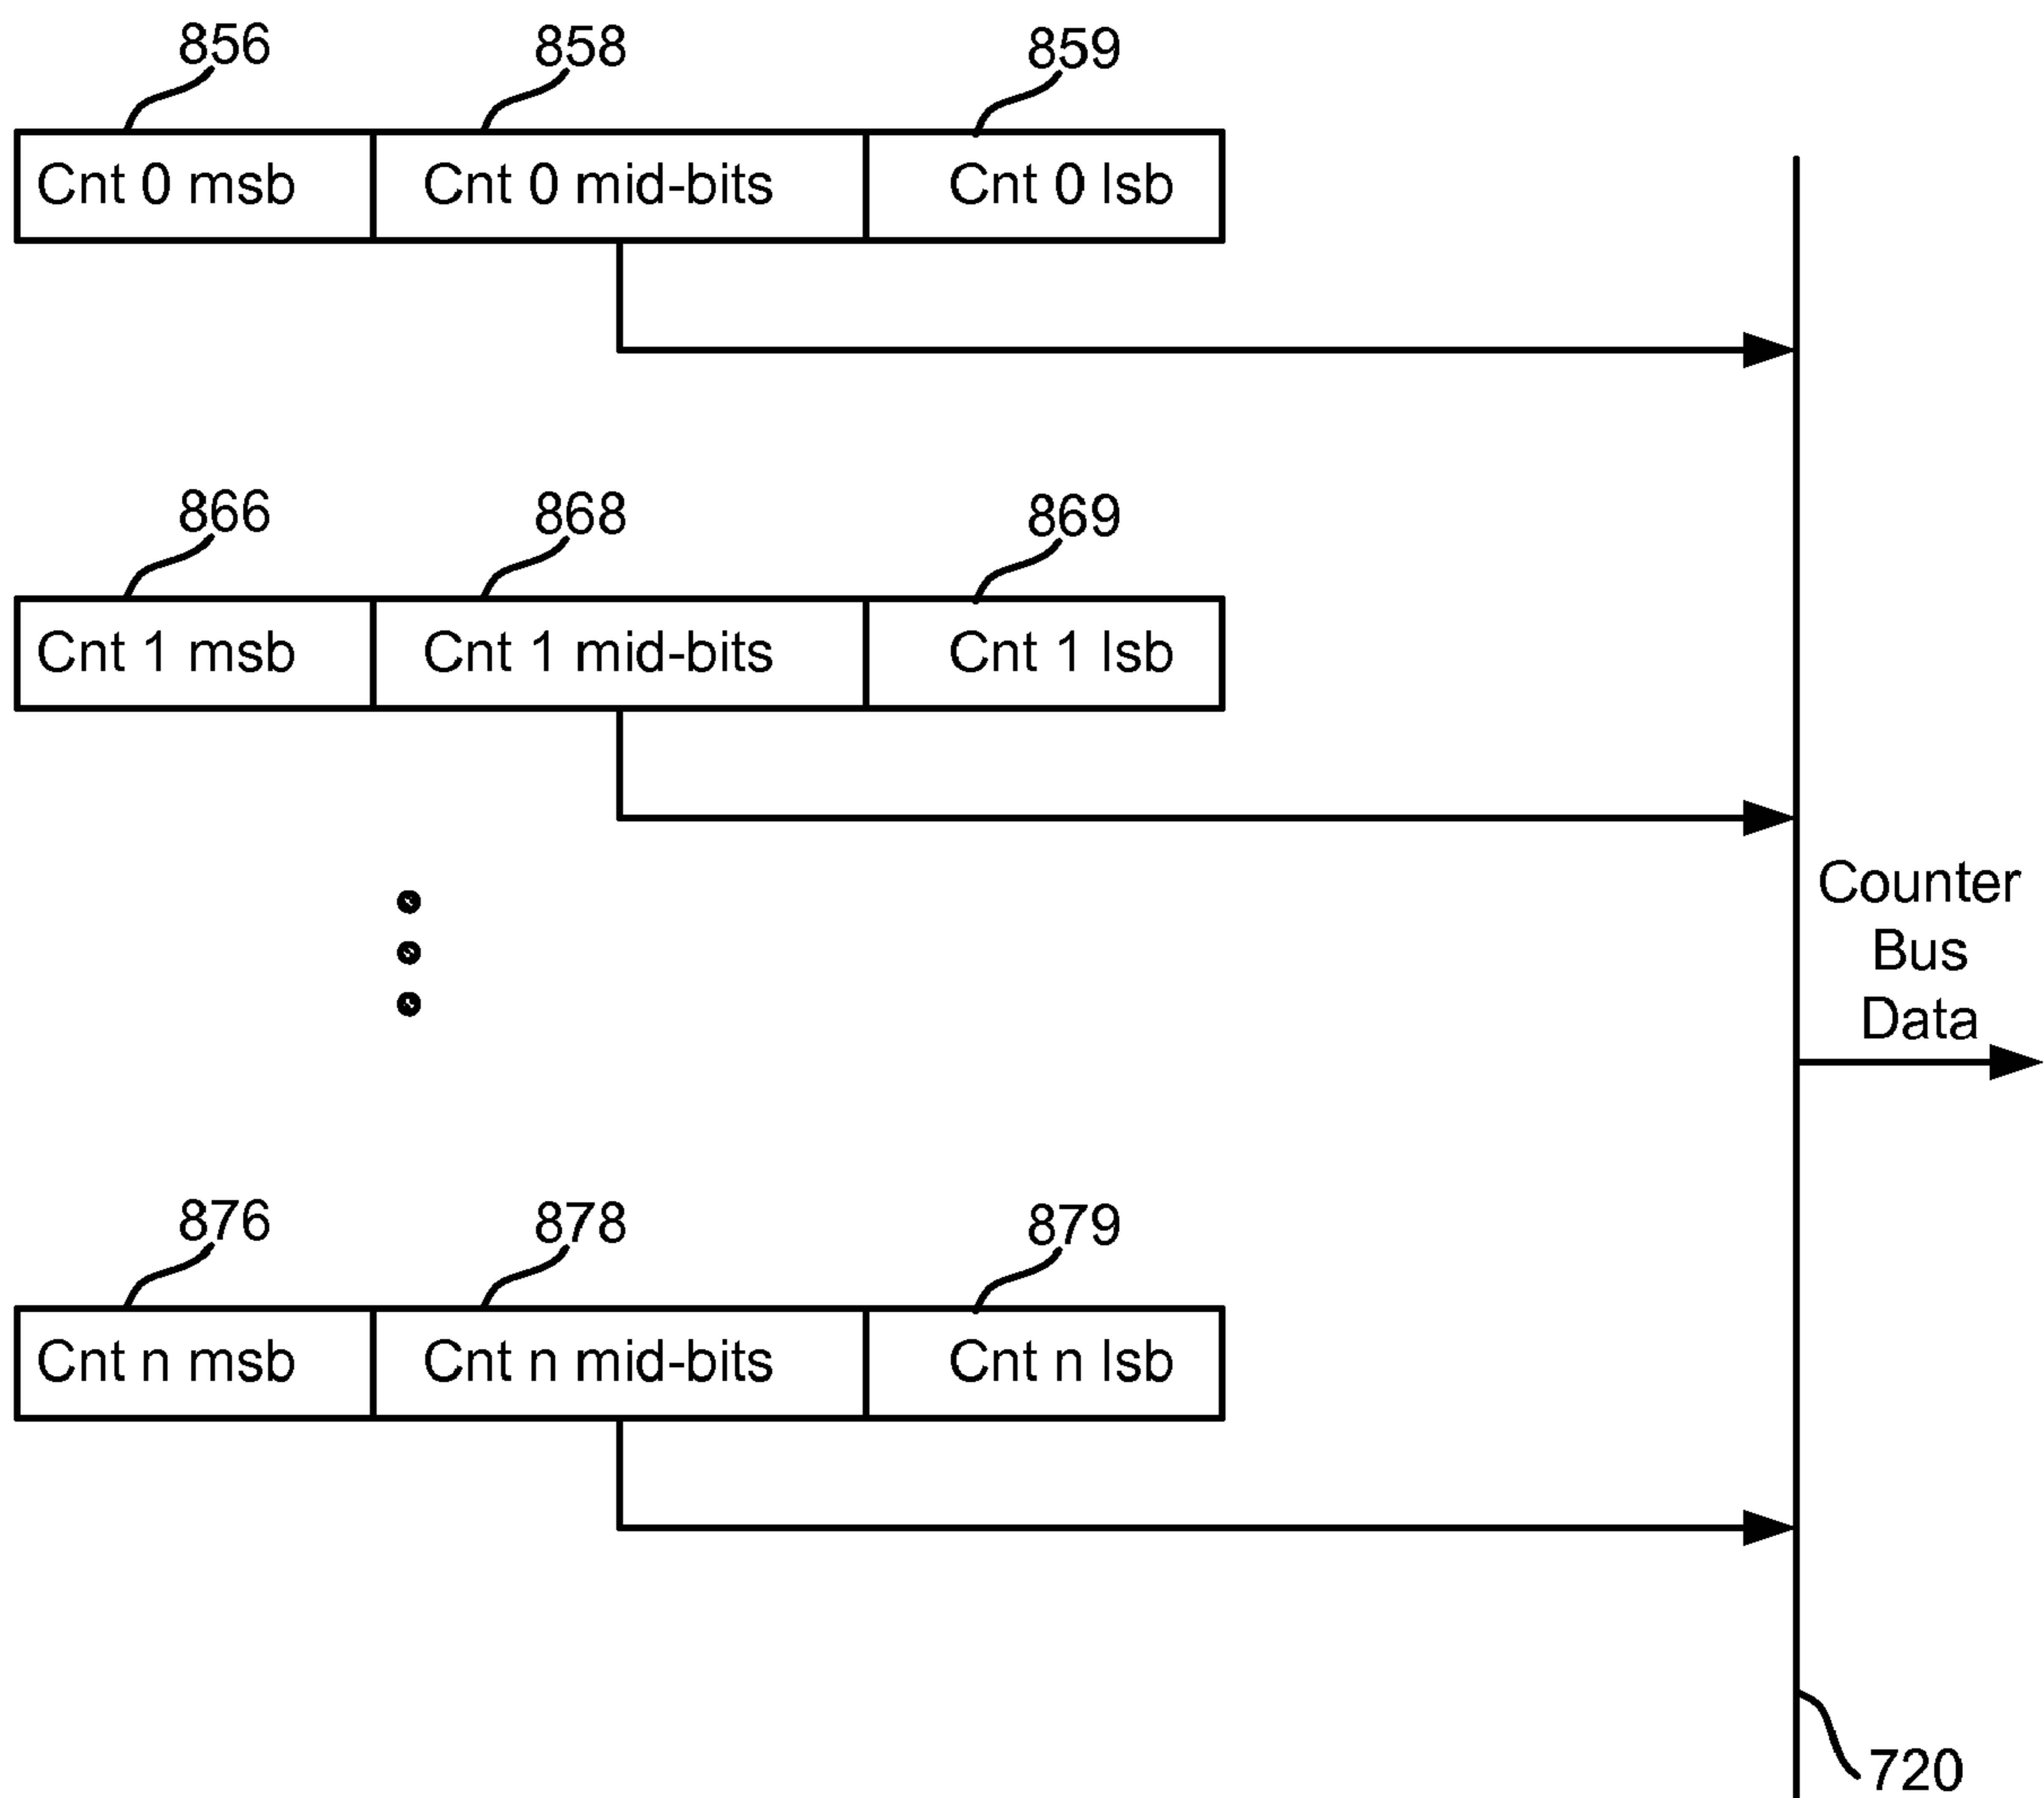 856 858 859
Cnt 0 msb Cnt 0 mid-bits Cnt 0 lsb
866 868 869
Cnt 1 msb Cnt 1 mid-bits Cnt 1 lsb
Counter
Bus
Data
876 878 879
Cnt n msb Cnt n mid-bits Cnt n lsb
720